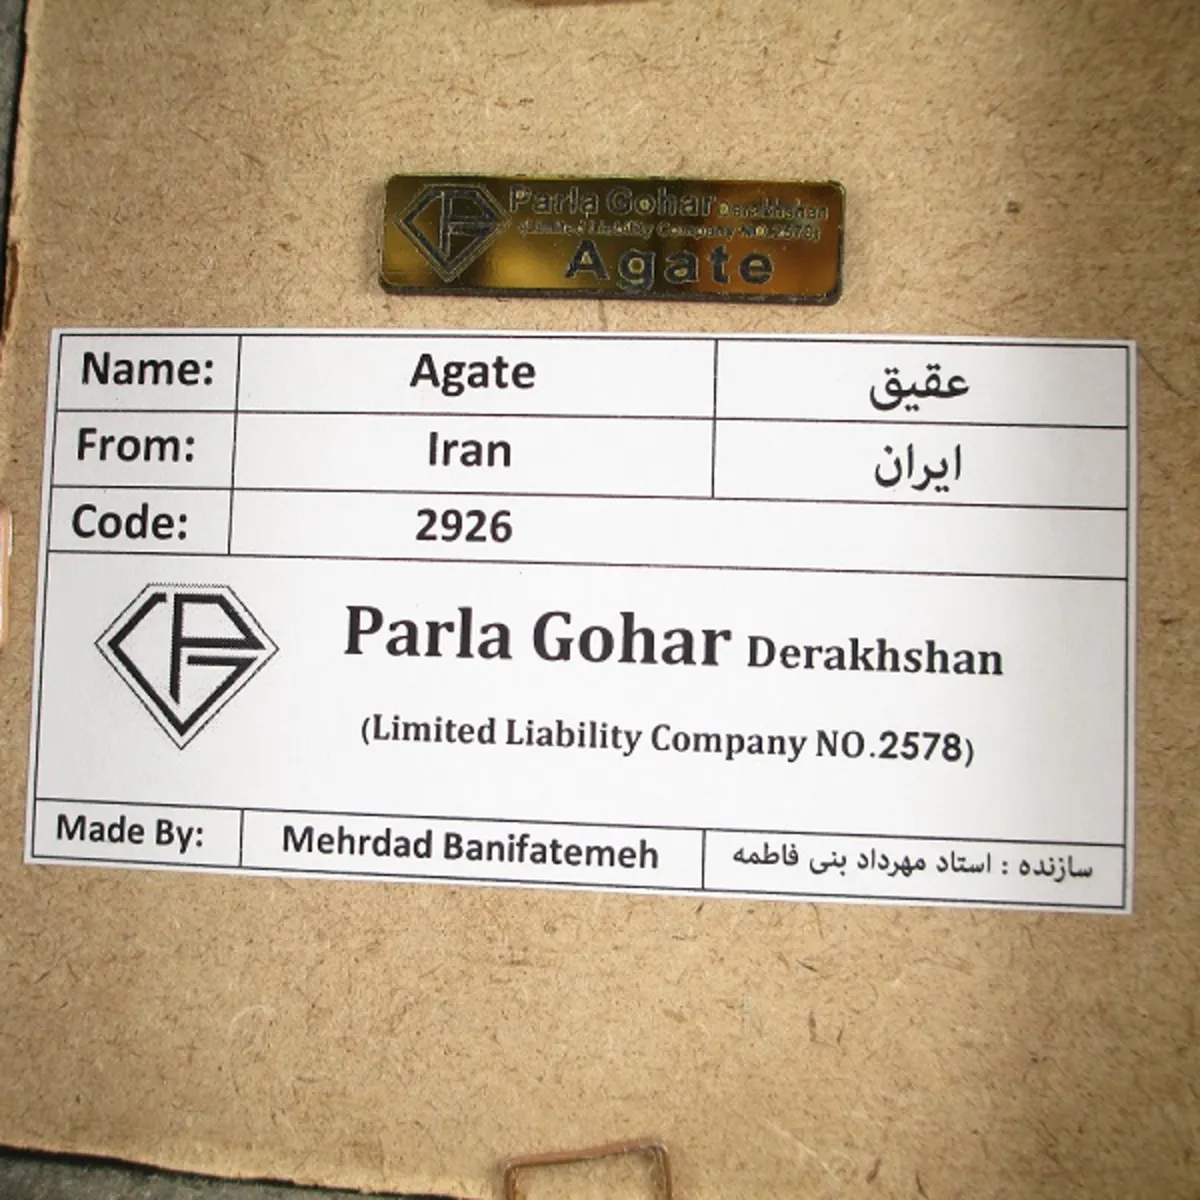 Parla Gohar Derakhshan
(Limited Liability Company NO.2578)
Agate
Name: Agate عقیق
From: Iran ایران
Code: 2926
Parla Gohar Derakhshan
(Limited Liability Company NO.2578)
Made By: Mehrdad Banifatemeh سازنده : استاد مهرداد بنی فاطمه